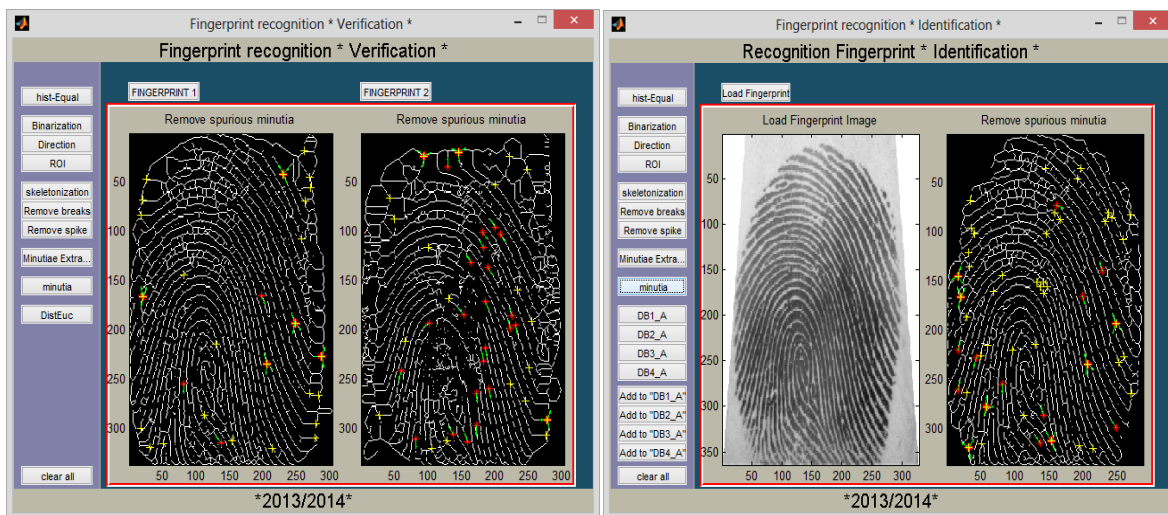 Fingerprint recognition * Verification *
Fingerprint recognition * Verification *
hist-Equal
Binarization
Direction
ROI
skeletonization
Remove breaks
Remove spike
Minutiae Extra...
minutia
DistEuc
clear all
FINGERPRINT 1
FINGERPRINT 2
Remove spurious minutia
50
100
150
200
250
300
50 100 150 200 250 300
Remove spurious minutia
50
100
150
200
250
300
50 100 150 200 250 300
*2013/2014*
Fingerprint recognition * Identification *
Recognition Fingerprint * Identification *
hist-Equal
Binarization
Direction
ROI
skeletonization
Remove breaks
Remove spike
Minutiae Extra...
minutia
DB1_A
DB2_A
DB3_A
DB4_A
Add to "DB1_A"
Add to "DB2_A"
Add to "DB3_A"
Add to "DB4_A"
clear all
Load Fingerprint
Load Fingerprint Image
50
100
150
200
250
300
350
50 100 150 200 250 300
Remove spurious minutia
50
100
150
200
250
300
50 100 150 200 250
*2013/2014*